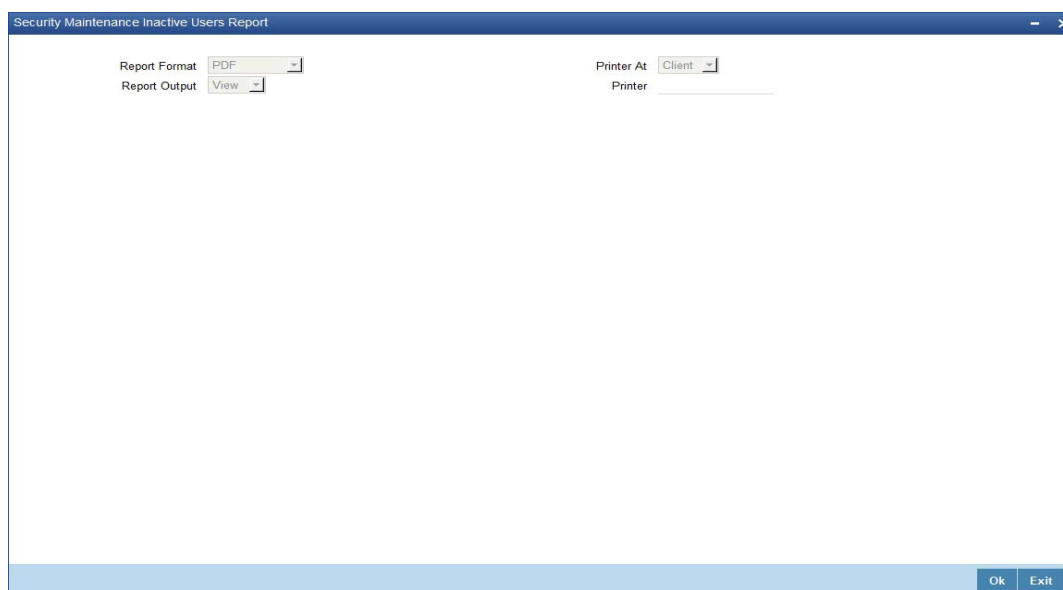 Security Maintenance Inactive Users Report
Report Format PDF Printer At Client
Report Output View Printer
Ok Exit